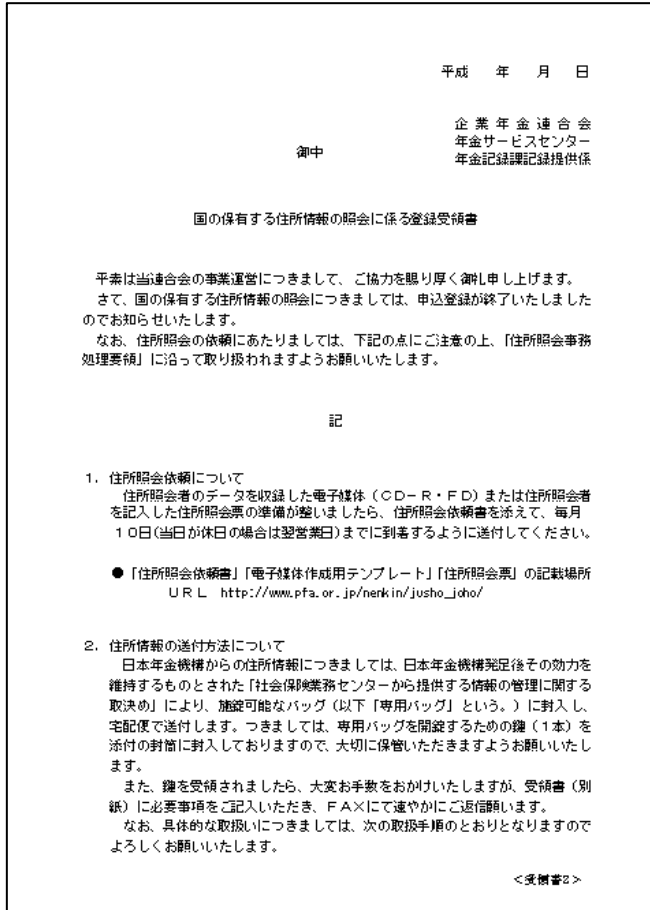 平成　年　月　日
企業年金連合会
年金サービスセンター
御中
年金記録課記録提供係
国の保有する住所情報の照会に係る登録受領書
平素は当連合会の事業運営につきまして、ご協力を賜り厚く御礼申し上げます。
さて、国の保有する住所情報の照会につきましては、申込登録が終了いたしました
のでお知らせいたします。
なお、住所照会の依頼にあたりましては、下記の点にご注意の上、「住所照会事務
処理要領」に沿って取り扱われますようお願いいたします。
記
1．住所照会依頼について
住所照会者のデータを収録した電子媒体（ＣＤ－Ｒ・ＦＤ）または住所照会者
を記入した住所照会票の準備が整いましたら、住所照会依頼書を添えて、毎月
１０日(当日が休日の場合は翌営業日)までに到着するように送付してください。
●「住所照会依頼書」「電子媒体作成用テンプレート」「住所照会票」の記載場所
ＵＲＬ　http://www.pfa.or.jp/nenkin/jusho_joho/
2．住所情報の送付方法について
日本年金機構からの住所情報につきましては、日本年金機構発足後その効力を
維持するものとされた「社会保険業務センターから提供する情報の管理に関する
取決め」により、施錠可能なバッグ（以下「専用バッグ」という。）に封入し、
宅配便で送付します。つきましては、専用バッグを開錠するための鍵（１本）を
添付の封筒に封入しておりますので、大切に保管いただきますようお願いいたし
ます。
また、鍵を受領されましたら、大変お手数をおかけいたしますが、受領書（別
紙）に必要事項をご記入いただき、ＦＡＸにて速やかにご返信願います。
なお、具体的な取扱いにつきましては、次の取扱手順のとおりとなりますので
よろしくお願いいたします。
＜受領書2＞